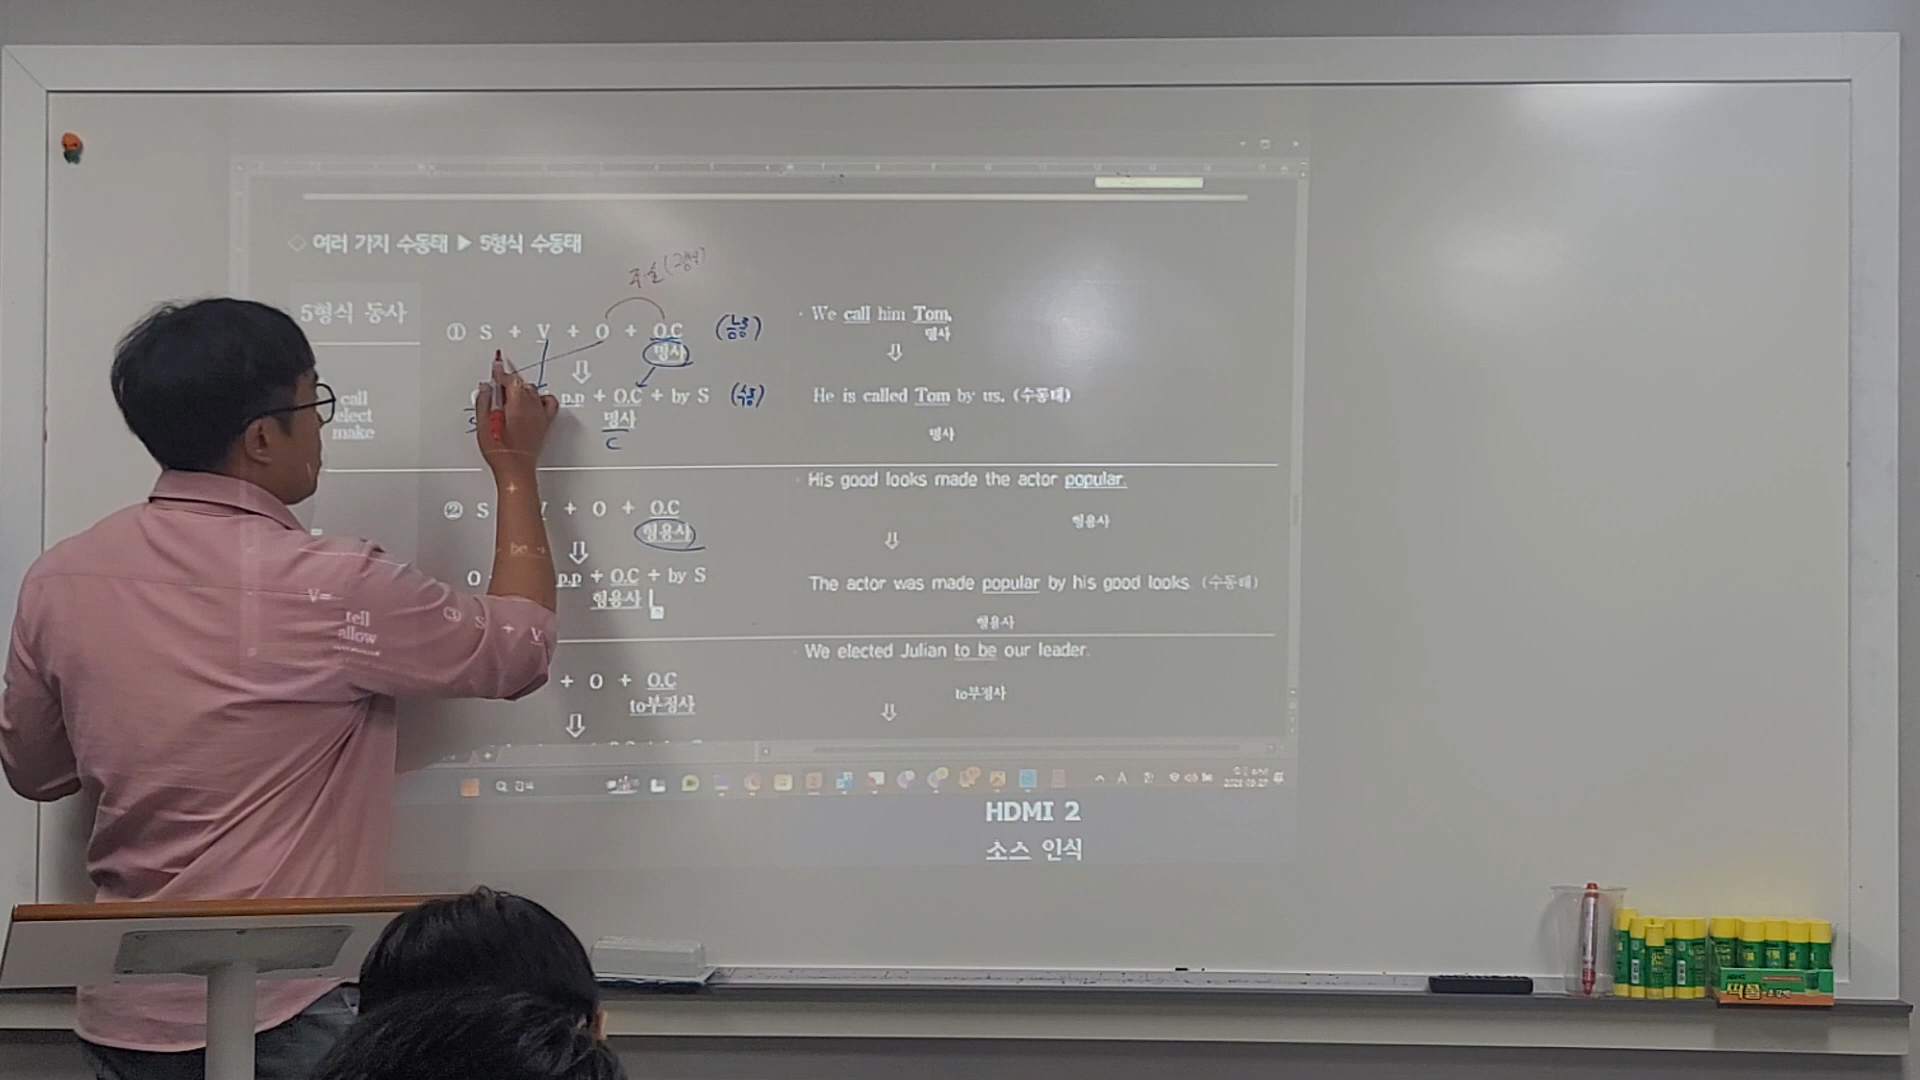 ◇ 여러 가지 수동태 ▶ 5형식 수동태
주·술
5형식 동사
① S + V + O + O.C (능동)
명사
p.p + O.C + by S (수동)
명사
C
call
elect
make
· We call him Tom.
명사
⇩
He is called Tom by us. (수동태)
명사
② S + O + O.C
형용사
⇩
O p.p + O.C + by S
형용사
· His good looks made the actor popular.
형용사
⇩
The actor was made popular by his good looks (수동태)
형용사
V=
tell
allow
③ S + V + O + O.C
to부정사
⇩
· We elected Julian to be our leader.
to부정사
⇩
검색
HDMI 2
소스 인식
딱풀